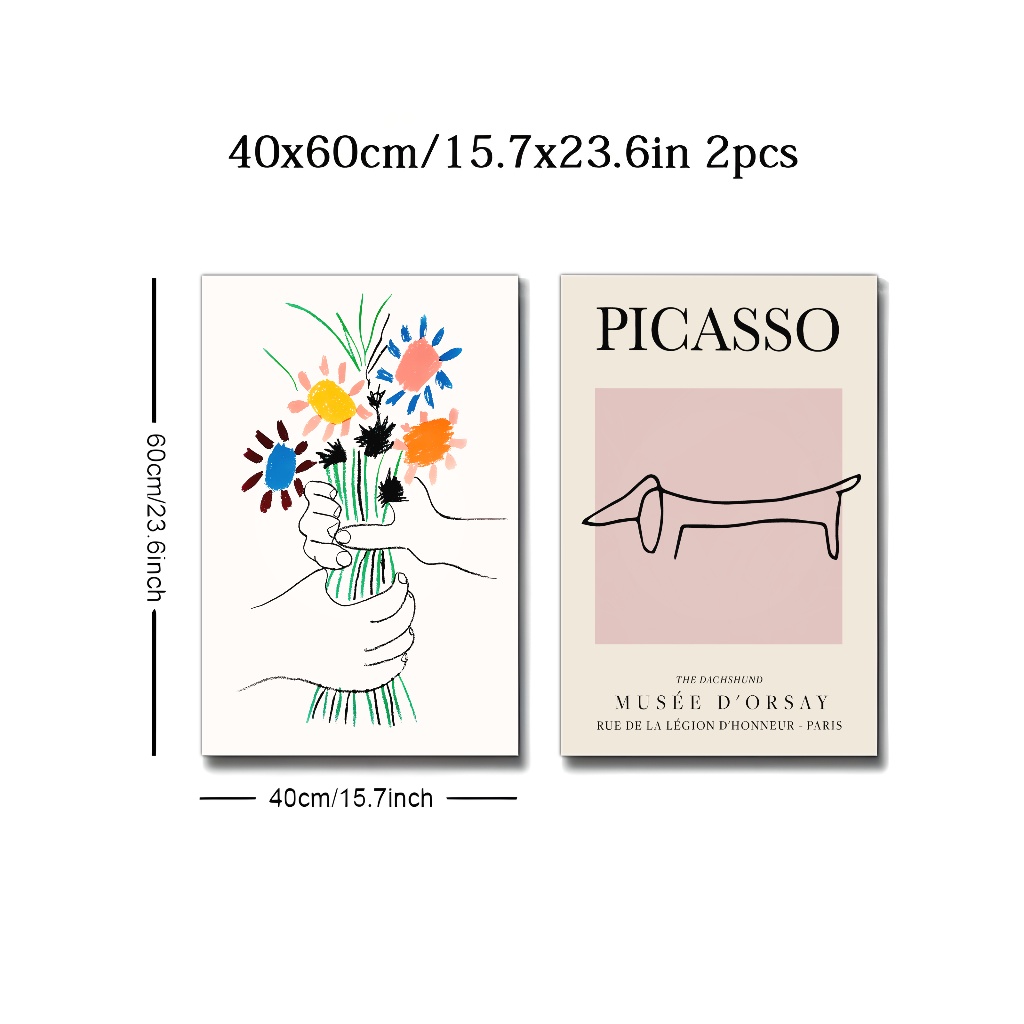 40x60cm/15.7x23.6in 2pcs
60cm/23.6inch
PICASSO
THE DACHSHUND
MUSÉE D'ORSAY
RUE DE LA LÉGION D'HONNEUR - PARIS
40cm/15.7inch